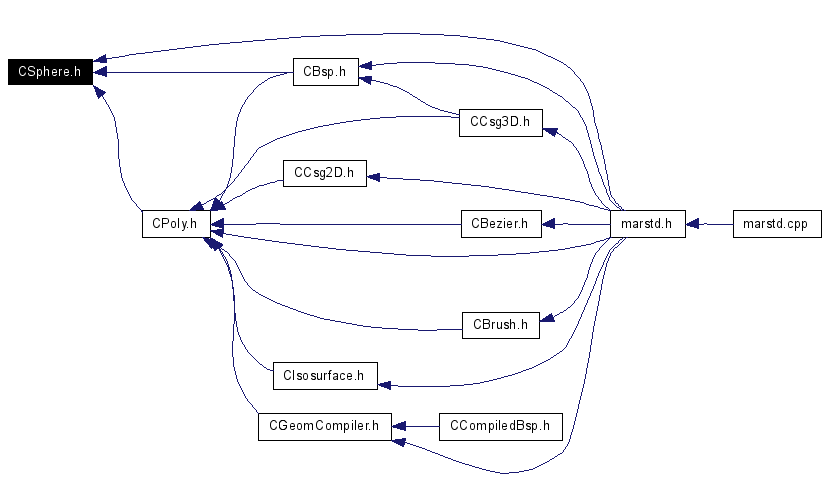 CSphere.h
CBsp.h
CCsg3D.h
CCsg2D.h
CPoly.h
CBezier.h
marstd.h
marstd.cpp
CBrush.h
CIsosurface.h
CGeomCompiler.h
CCompiledBsp.h